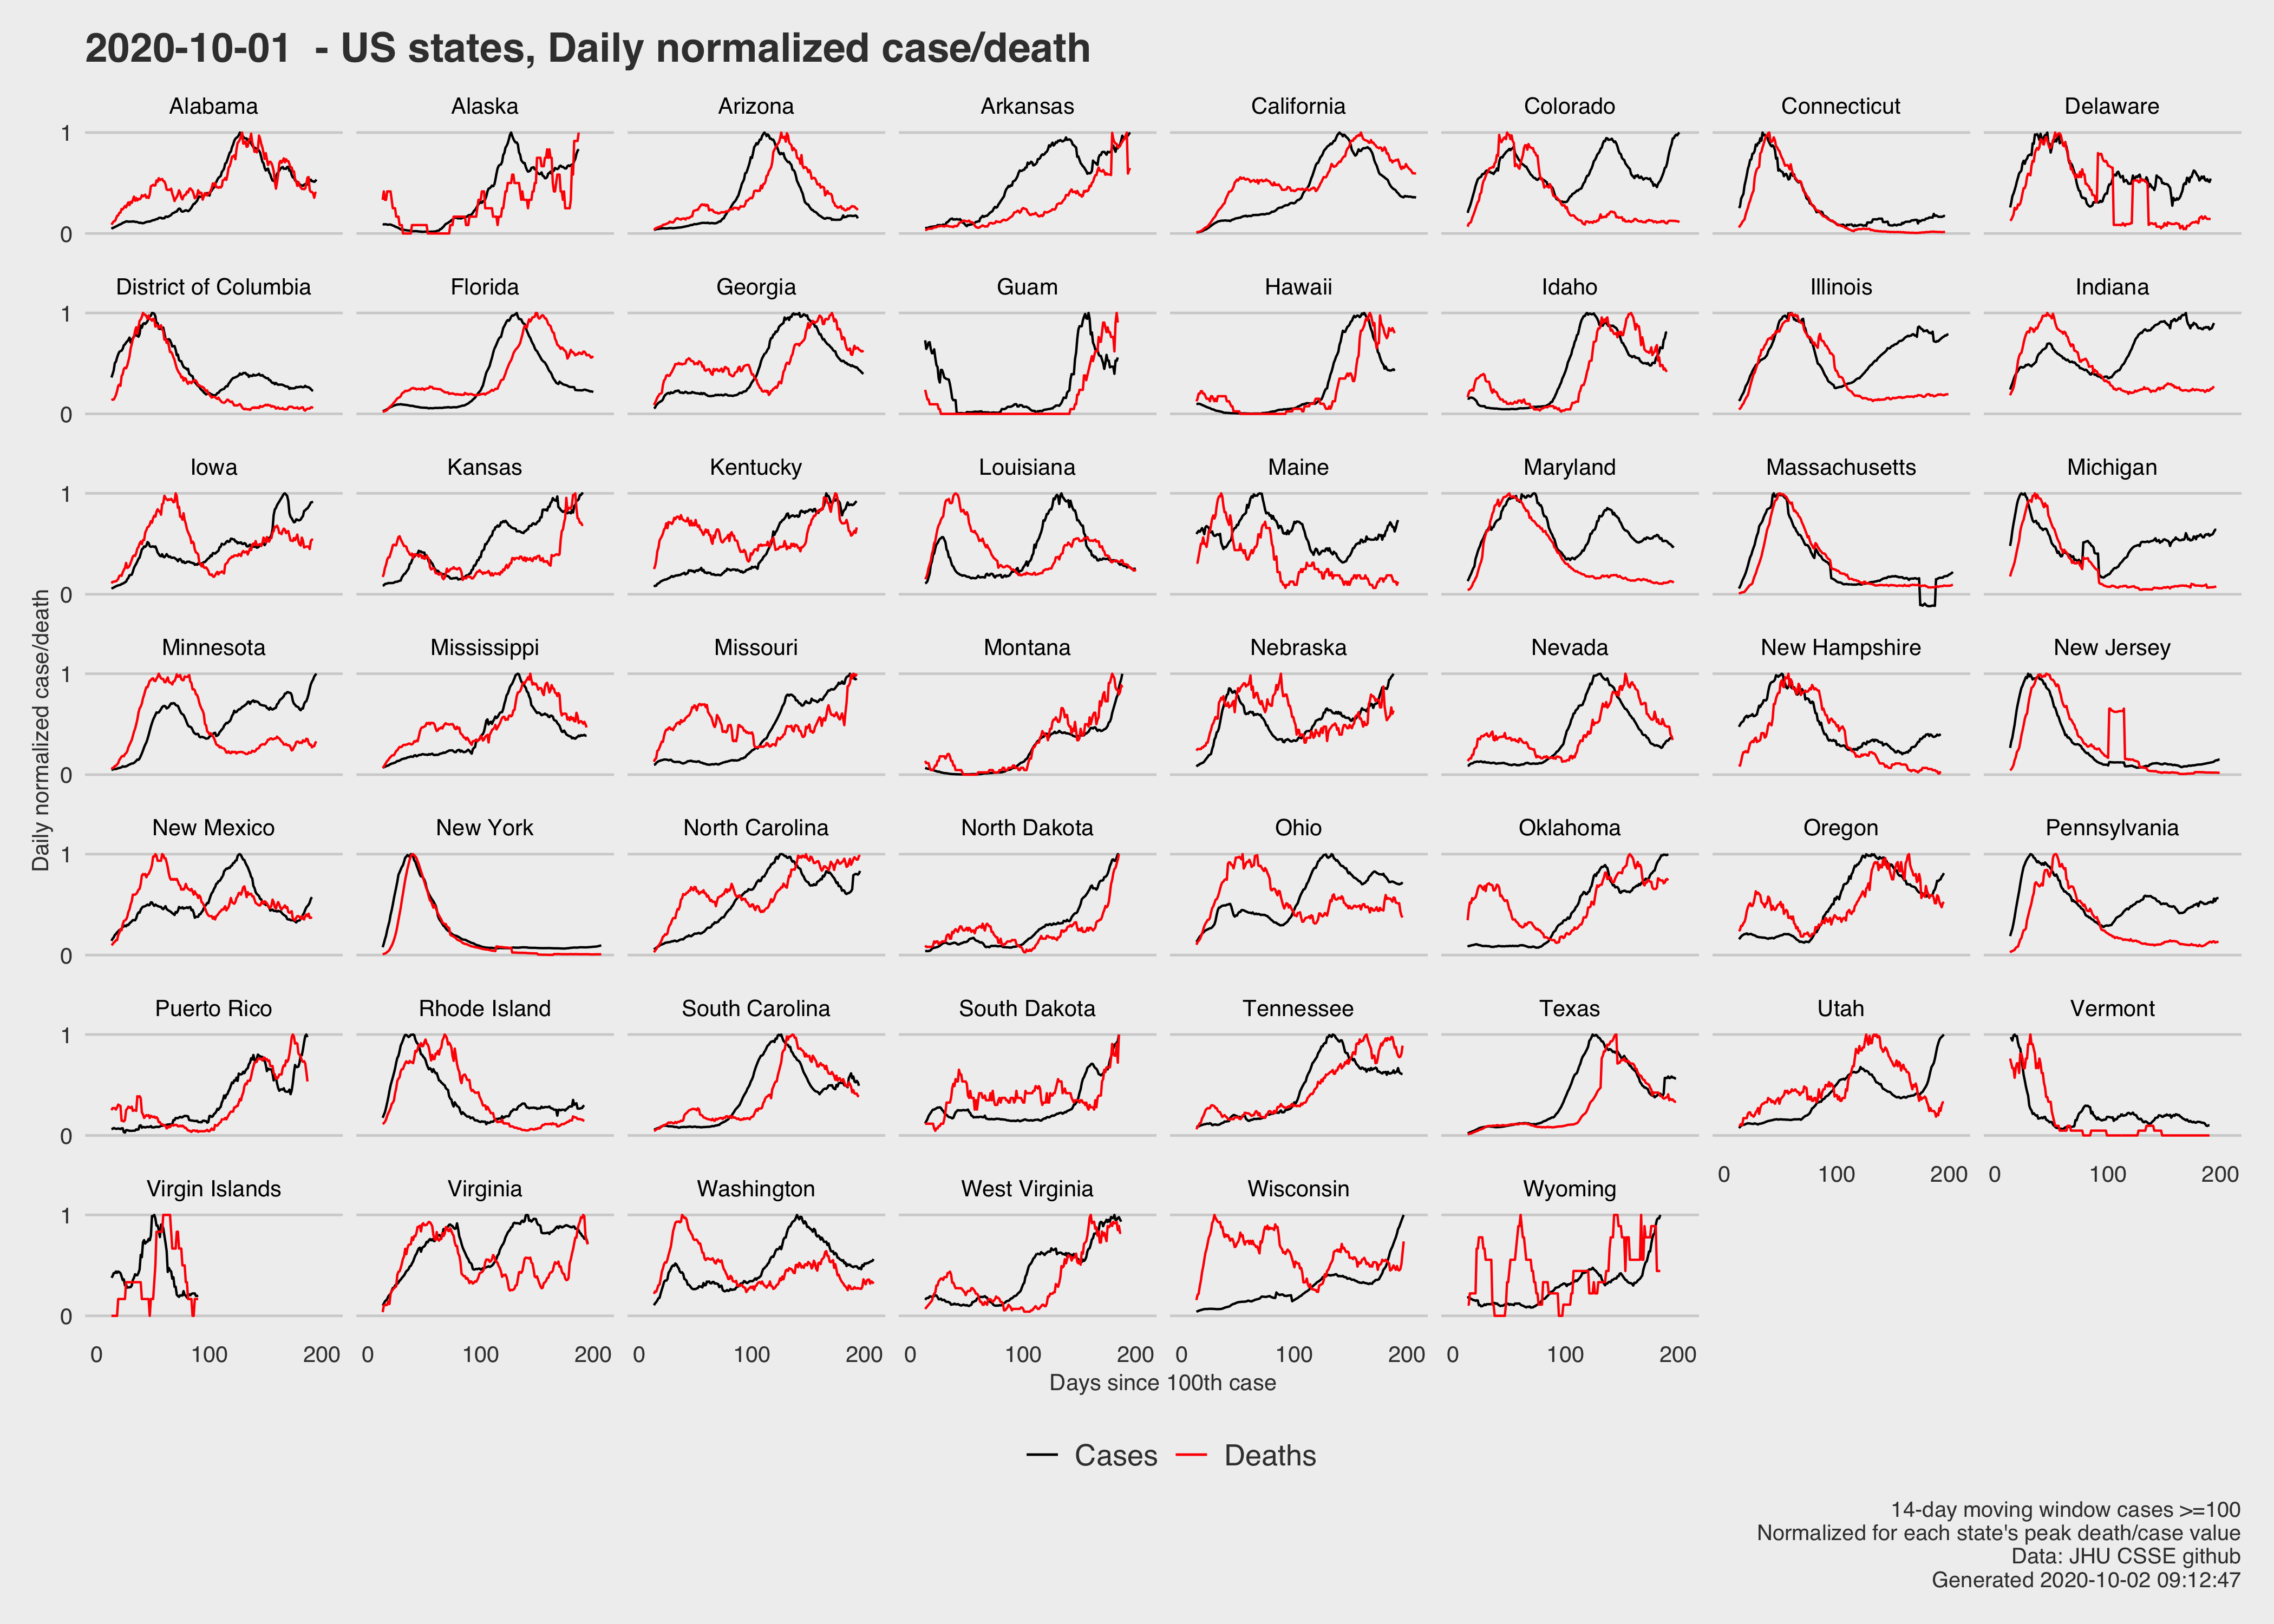 2020-10-01  - US states, Daily normalized case/death
Alabama Alaska Arizona Arkansas California Colorado Connecticut Delaware
1
0
District of Columbia Florida Georgia Guam Hawaii Idaho Illinois Indiana
1
0
Iowa Kansas Kentucky Louisiana Maine Maryland Massachusetts Michigan
1
0
Daily normalized case/death
Minnesota Mississippi Missouri Montana Nebraska Nevada New Hampshire New Jersey
1
0
New Mexico New York North Carolina North Dakota Ohio Oklahoma Oregon Pennsylvania
1
0
Puerto Rico Rhode Island South Carolina South Dakota Tennessee Texas Utah Vermont
1
0
0 100 200 0 100 200
Virgin Islands Virginia Washington West Virginia Wisconsin Wyoming
1
0
0 100 200 0 100 200 0 100 200 0 100 200 0 100 200 0 100 200
Days since 100th case
Cases Deaths
14-day moving window cases >=100
Normalized for each state's peak death/case value
Data: JHU CSSE github
Generated 2020-10-02 09:12:47